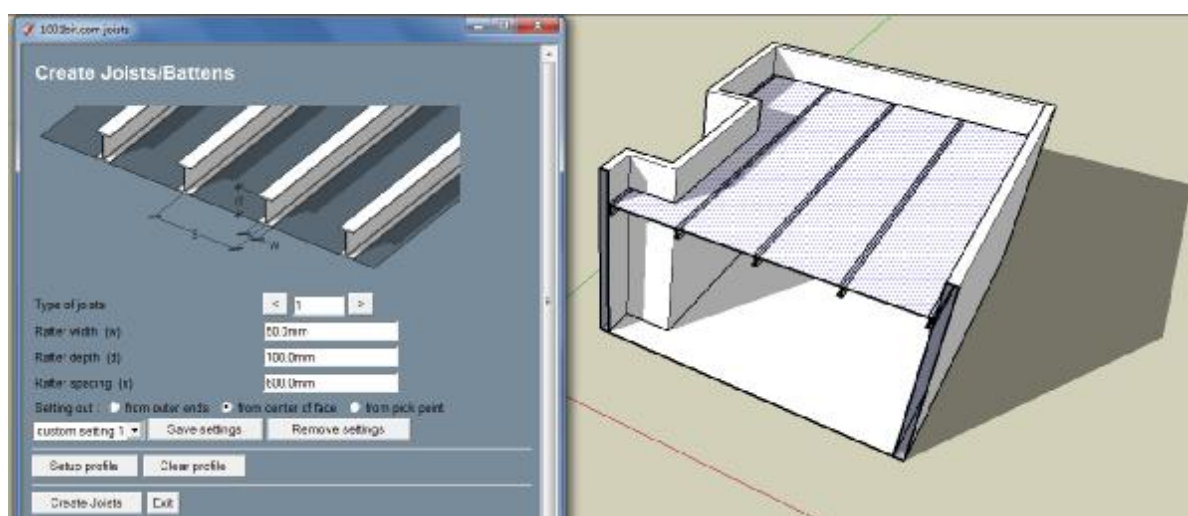 1001bit.com joists
Create Joists/Battens
s
w
Type of joists < 1 >
Rafter width (w) 50.0mm
Rafter depth (d) 100.0mm
Rafter spacing (s) 600.0mm
Setting out : from outer ends from center of face from pick point
custom setting 1 Save settings Remove settings
Setup profile Clear profile
Create Joists Exit